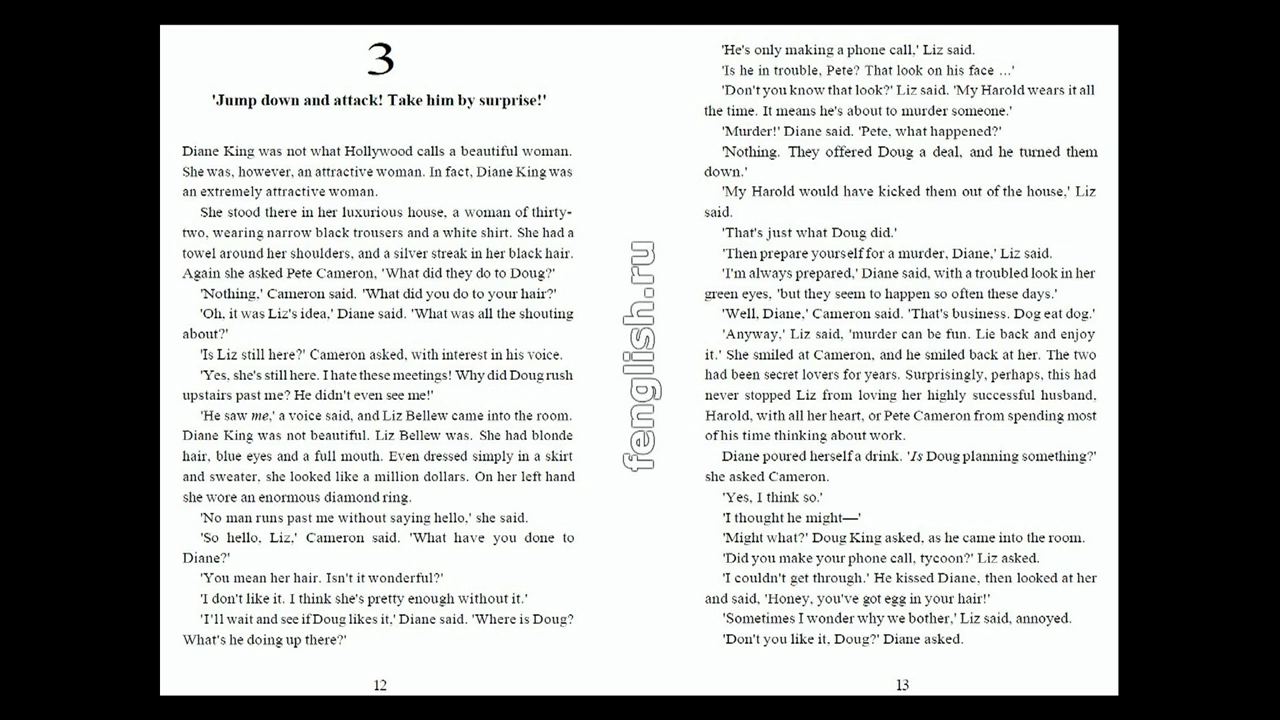 3
'Jump down and attack! Take him by surprise!'
Diane King was not what Hollywood calls a beautiful woman.
She was, however, an attractive woman. In fact, Diane King was
an extremely attractive woman.
She stood there in her luxurious house, a woman of thirty-
two, wearing narrow black trousers and a white shirt. She had a
towel around her shoulders, and a silver streak in her black hair.
Again she asked Pete Cameron, 'What did they do to Doug?'
'Nothing,' Cameron said. 'What did you do to your hair?'
'Oh, it was Liz's idea,' Diane said. 'What was all the shouting
about?'
'Is Liz still here?' Cameron asked, with interest in his voice.
'Yes, she's still here. I hate these meetings! Why did Doug rush
upstairs past me? He didn't even see me!'
'He saw me,' a voice said, and Liz Bellew came into the room.
Diane King was not beautiful. Liz Bellew was. She had blonde
hair, blue eyes and a full mouth. Even dressed simply in a skirt
and sweater, she looked like a million dollars. On her left hand
she wore an enormous diamond ring.
'No man runs past me without saying hello,' she said.
'So hello, Liz,' Cameron said. 'What have you done to
Diane?'
'You mean her hair. Isn't it wonderful?'
'I don't like it. I think she's pretty enough without it.'
'I'll wait and see if Doug likes it,' Diane said. 'Where is Doug?
What's he doing up there?'
12
fenglish.ru
'He's only making a phone call,' Liz said.
'Is he in trouble, Pete? That look on his face ...'
'Don't you know that look?' Liz said. 'My Harold wears it all
the time. It means he's about to murder someone.'
'Murder!' Diane said. 'Pete, what happened?'
'Nothing. They offered Doug a deal, and he turned them
down.'
'My Harold would have kicked them out of the house,' Liz
said.
'That's just what Doug did.'
'Then prepare yourself for a murder, Diane,' Liz said.
'I'm always prepared,' Diane said, with a troubled look in her
green eyes, 'but they seem to happen so often these days.'
'Well, Diane,' Cameron said. 'That's business. Dog eat dog.'
'Anyway,' Liz said, 'murder can be fun. Lie back and enjoy
it.' She smiled at Cameron, and he smiled back at her. The two
had been secret lovers for years. Surprisingly, perhaps, this had
never stopped Liz from loving her highly successful husband,
Harold, with all her heart, or Pete Cameron from spending most
of his time thinking about work.
Diane poured herself a drink. 'Is Doug planning something?'
she asked Cameron.
'Yes, I think so.'
'I thought he might—'
'Might what?' Doug King asked, as he came into the room.
'Did you make your phone call, tycoon?' Liz asked.
'I couldn't get through.' He kissed Diane, then looked at her
and said, 'Honey, you've got egg in your hair!'
'Sometimes I wonder why we bother,' Liz said, annoyed.
'Don't you like it, Doug?' Diane asked.
13